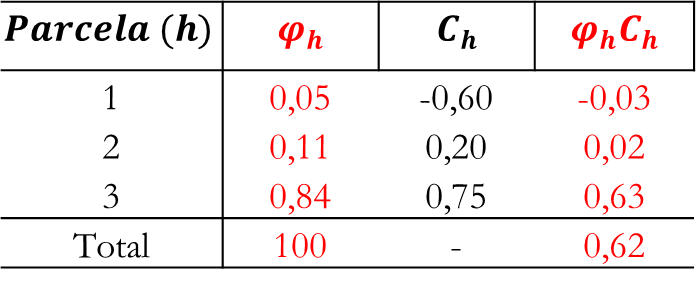 Parcela (h) φh Ch φhCh
1 0,05 -0,60 -0,03
2 0,11 0,20 0,02
3 0,84 0,75 0,63
Total 100 - 0,62